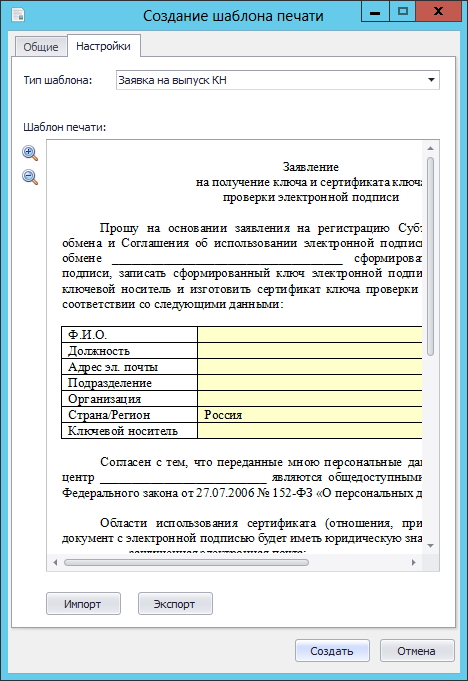 Создание шаблона печати
Общие
Настройки
Тип шаблона:
Заявка на выпуск КН
Шаблон печати:
Заявление
на получение ключа и сертификата ключа
проверки электронной подписи
Прошу на основании заявления на регистрацию Субъ
обмена и Соглашения об использовании электронной подписи
обмене ________________________________ сформироват
подписи, записать сформированный ключ электронной подпи
ключевой носитель и изготовить сертификат ключа проверки
соответствии со следующими данными:
Ф.И.О.
Должность
Адрес эл. почты
Подразделение
Организация
Страна/Регион Россия
Ключевой носитель
Согласен с тем, что переданные мною персональные дан
центр ________________________ являются общедоступными
Федерального закона от 27.07.2006 № 152-ФЗ «О персональных д
Области использования сертификата (отношения, при
документ с электронной подписью будет иметь юридическую зна
Импорт
Экспорт
Создать
Отмена